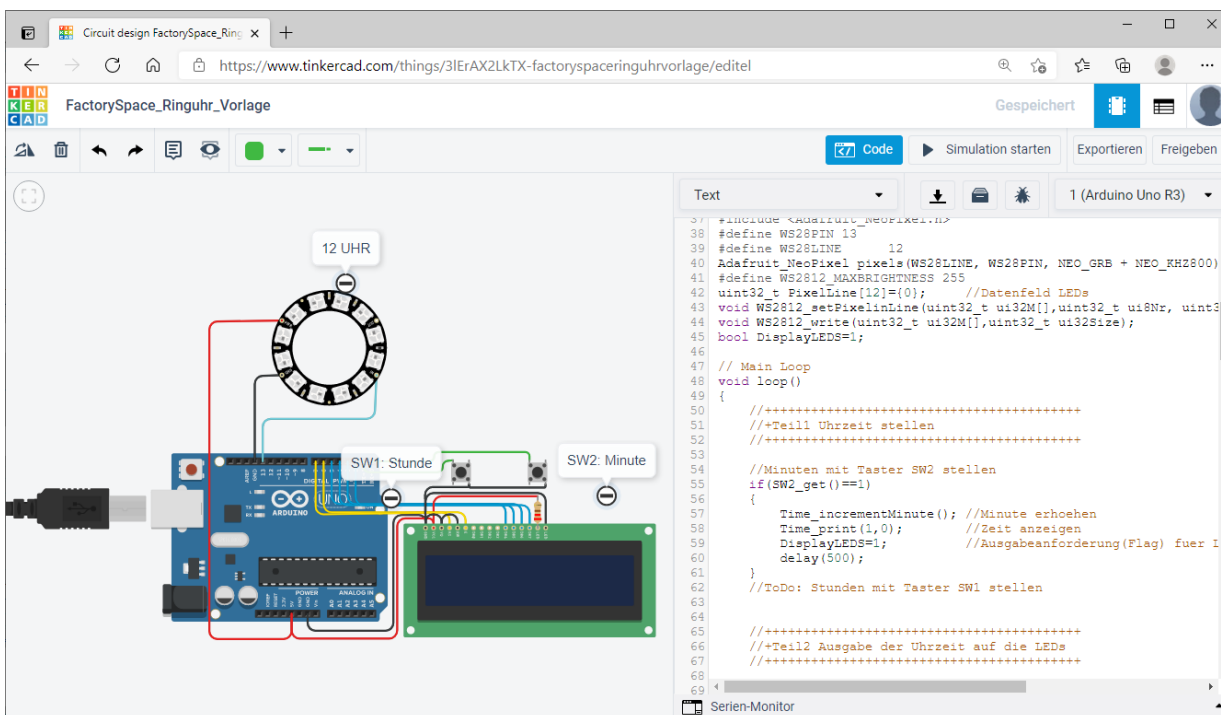 Circuit design FactorySpace_Ring
https://www.tinkercad.com/things/3lErAX2LkTX-factoryspaceringuhrvorlage/editel
TIN
KER
CAD
FactorySpace_Ringuhr_Vorlage
Gespeichert
Code
Simulation starten
Exportieren
Freigeben
Text
1 (Arduino Uno R3)
12 UHR
SW1: Stunde
SW2: Minute
DIGITAL
UNO
ARDUINO
POWER
ANALOG IN
37 #include <Adafruit_NeoPixel.h>
38 #define WS28PIN 13
39 #define WS28LINE 12
40 Adafruit_NeoPixel pixels(WS28LINE, WS28PIN, NEO_GRB + NEO_KHZ800)
41 #define WS2812_MAXBRIGHTNESS 255
42 uint32_t PixelLine[12]={0}; //Datenfeld LEDs
43 void WS2812_setPixelinLine(uint32_t ui32M[],uint32_t ui8Nr, uint3
44 void WS2812_write(uint32_t ui32M[],uint32_t ui32Size);
45 bool DisplayLEDS=1;
46
47 // Main Loop
48 void loop()
49 {
50 //+++++++++++++++++++++++++++++++++++++++++
51 //+Teil1 Uhrzeit stellen
52 //+++++++++++++++++++++++++++++++++++++++++
53
54 //Minuten mit Taster SW2 stellen
55 if(SW2_get()==1)
56 {
57 Time_incrementMinute(); //Minute erhoehen
58 Time_print(1,0); //Zeit anzeigen
59 DisplayLEDS=1; //Ausgabeanforderung(Flag) fuer L
60 delay(500);
61 }
62 //ToDo: Stunden mit Taster SW1 stellen
63
64
65 //+++++++++++++++++++++++++++++++++++++++++
66 //+Teil2 Ausgabe der Uhrzeit auf die LEDs
67 //+++++++++++++++++++++++++++++++++++++++++
68
69
Serien-Monitor